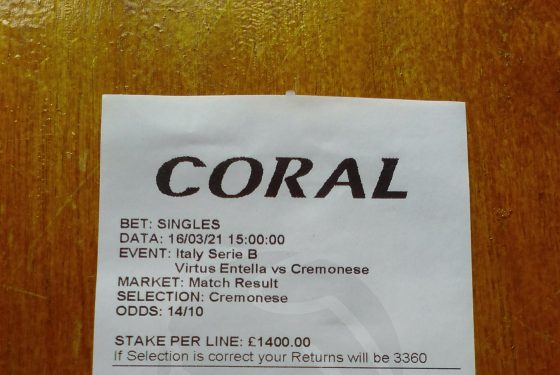 CORAL
BET: SINGLES
DATA: 16/03/21 15:00:00
EVENT: Italy Serie B
Virtus Entella vs Cremonese
MARKET: Match Result
SELECTION: Cremonese
ODDS: 14/10
STAKE PER LINE: £1400.00
If Selection is correct your Returns will be 3360